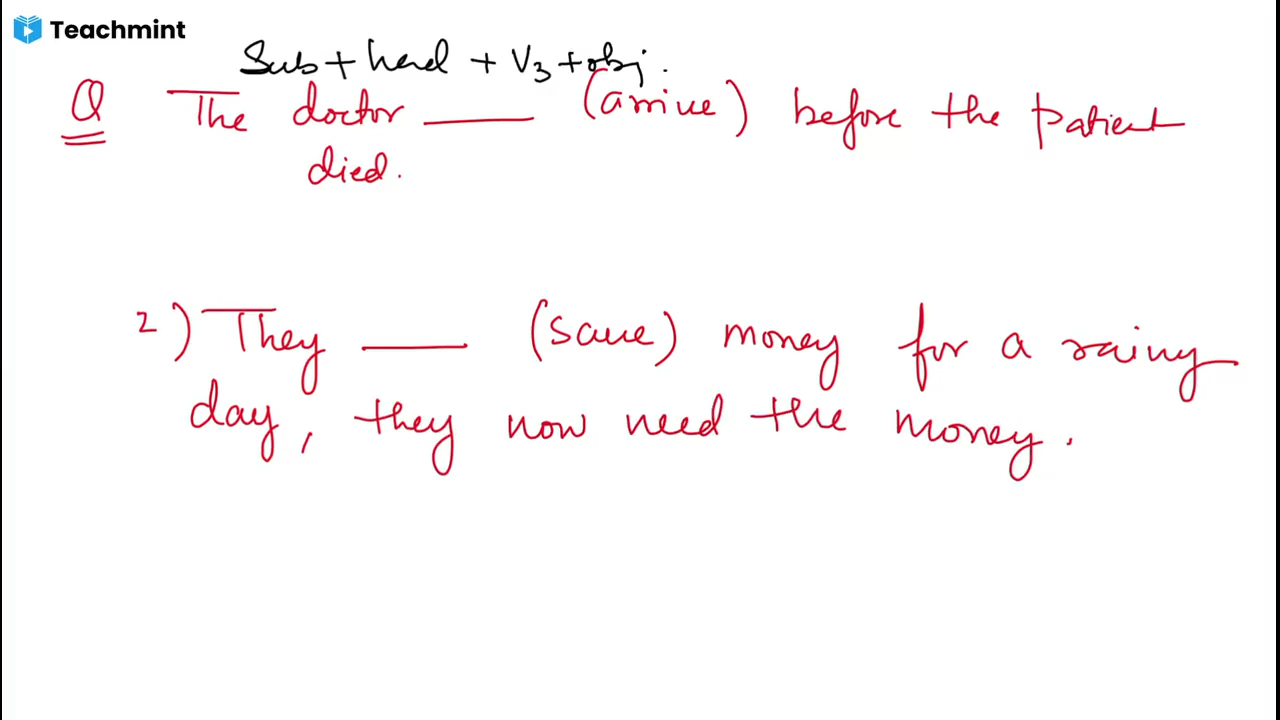 Teachmint
Sub + had + V3 + obj.
Q The doctor ____ (arrive) before the patient
died.
2) They ____ (save) money for a rainy
day, they now need the money.